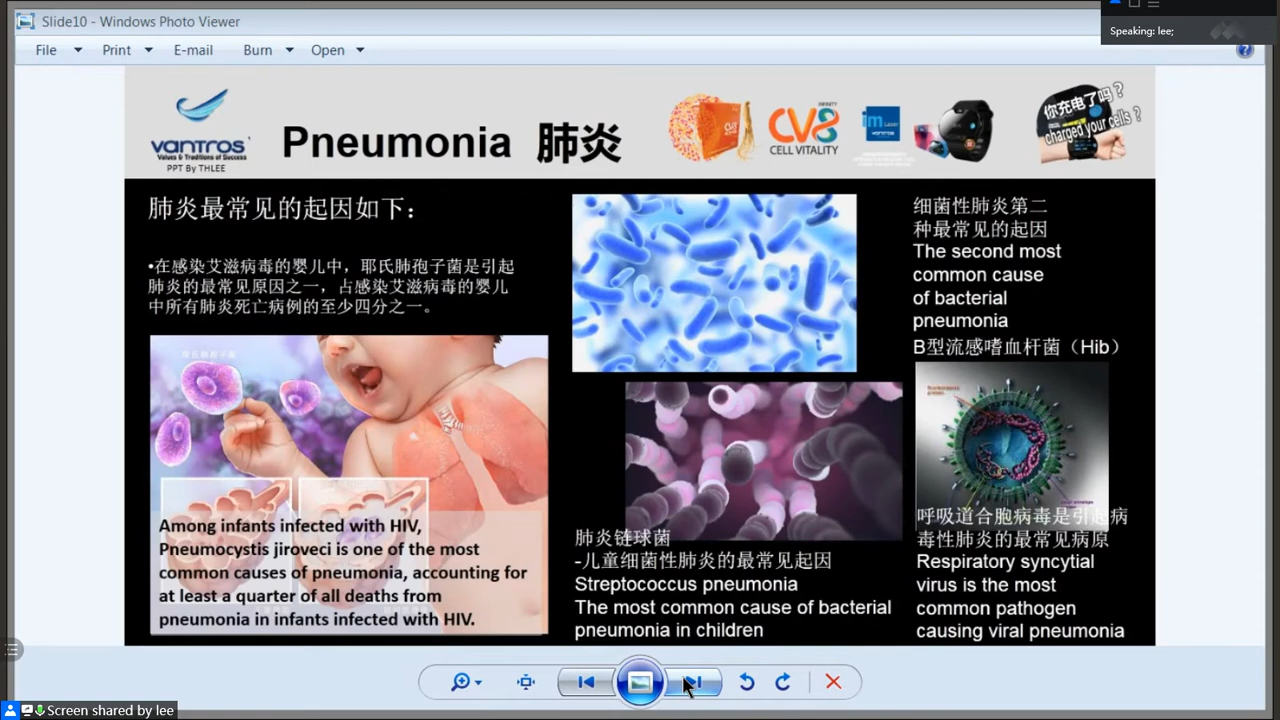 Slide10 - Windows Photo Viewer
Speaking: lee;
File
Print
E-mail
Burn
Open
vantros
Values & Traditions of Success
PPT By THLEE
Pneumonia 肺炎
CV8
INFINITY
CELL VITALITY
im
Laser
vantros
你充电了吗？
charged your cells ?
肺炎最常见的起因如下：
•在感染艾滋病毒的婴儿中，耶氏肺孢子菌是引起
肺炎的最常见原因之一，占感染艾滋病毒的婴儿
中所有肺炎死亡病例的至少四分之一。
Among infants infected with HIV,
Pneumocystis jiroveci is one of the most
common causes of pneumonia, accounting for
at least a quarter of all deaths from
pneumonia in infants infected with HIV.
肺炎链球菌
-儿童细菌性肺炎的最常见起因
Streptococcus pneumonia
The most common cause of bacterial
pneumonia in children
细菌性肺炎第二
种最常见的起因
The second most
common cause
of bacterial
pneumonia
B型流感嗜血杆菌（Hib）
呼吸道合胞病毒是引起病
毒性肺炎的最常见病原
Respiratory syncytial
virus is the most
common pathogen
causing viral pneumonia
Screen shared by lee